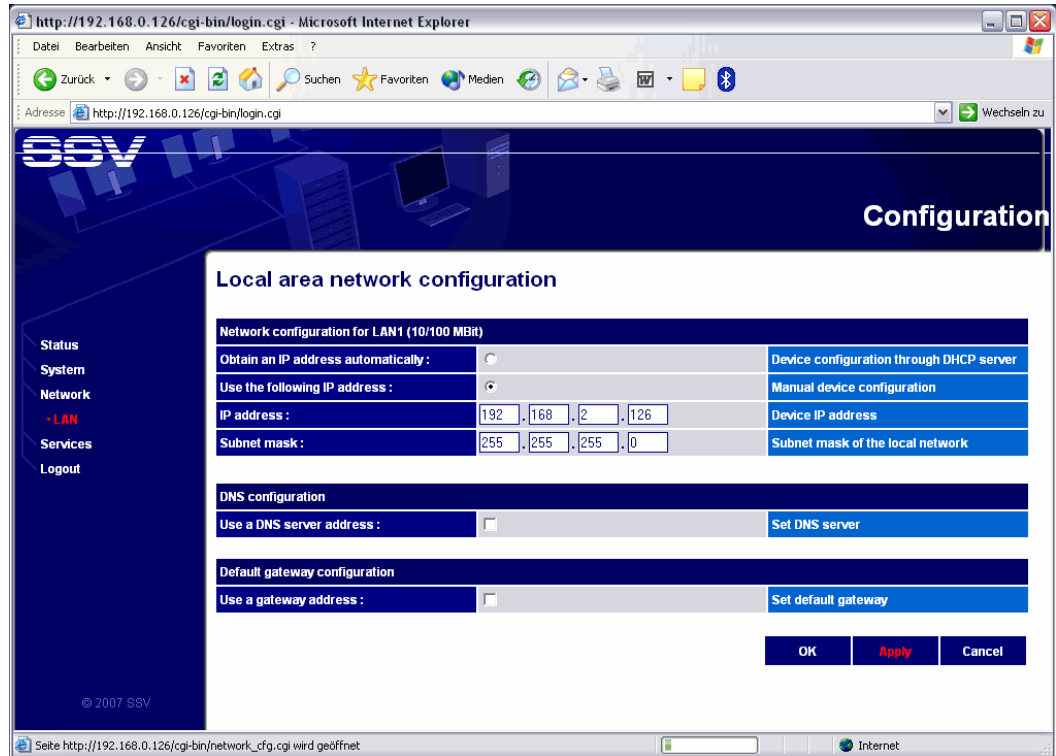 http://192.168.0.126/cgi-bin/login.cgi - Microsoft Internet Explorer
Datei Bearbeiten Ansicht Favoriten Extras ?
Zurück Suchen Favoriten Medien
Adresse http://192.168.0.126/cgi-bin/login.cgi Wechseln zu
SSV
Configuration
Local area network configuration
Status
System
Network
• LAN
Services
Logout
Network configuration for LAN1 (10/100 MBit)
Obtain an IP address automatically : Device configuration through DHCP server
Use the following IP address : Manual device configuration
IP address : 192 . 168 . 2 . 126 Device IP address
Subnet mask : 255 . 255 . 255 . 0 Subnet mask of the local network
DNS configuration
Use a DNS server address : Set DNS server
Default gateway configuration
Use a gateway address : Set default gateway
OK Apply Cancel
© 2007 SSV
Seite http://192.168.0.126/cgi-bin/network_cfg.cgi wird geöffnet Internet